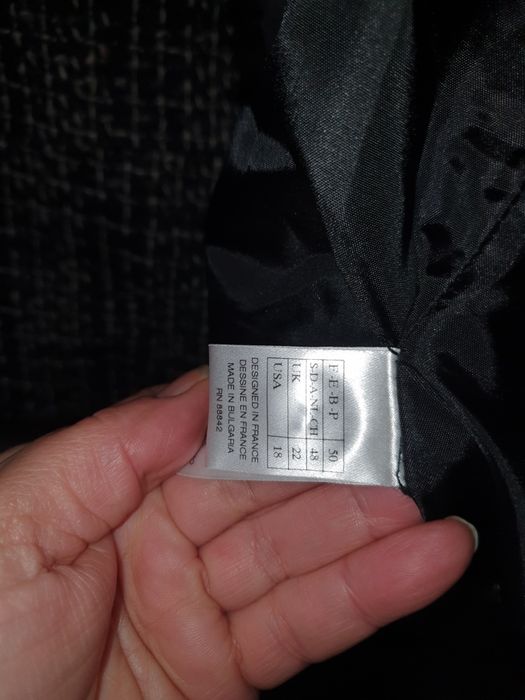 F-E-B-P 50
S-D-A-NL-CH 48
UK 22
USA 18
DESIGNED IN FRANCE
DESSINE EN FRANCE
MADE IN BULGARIA
RN 88842